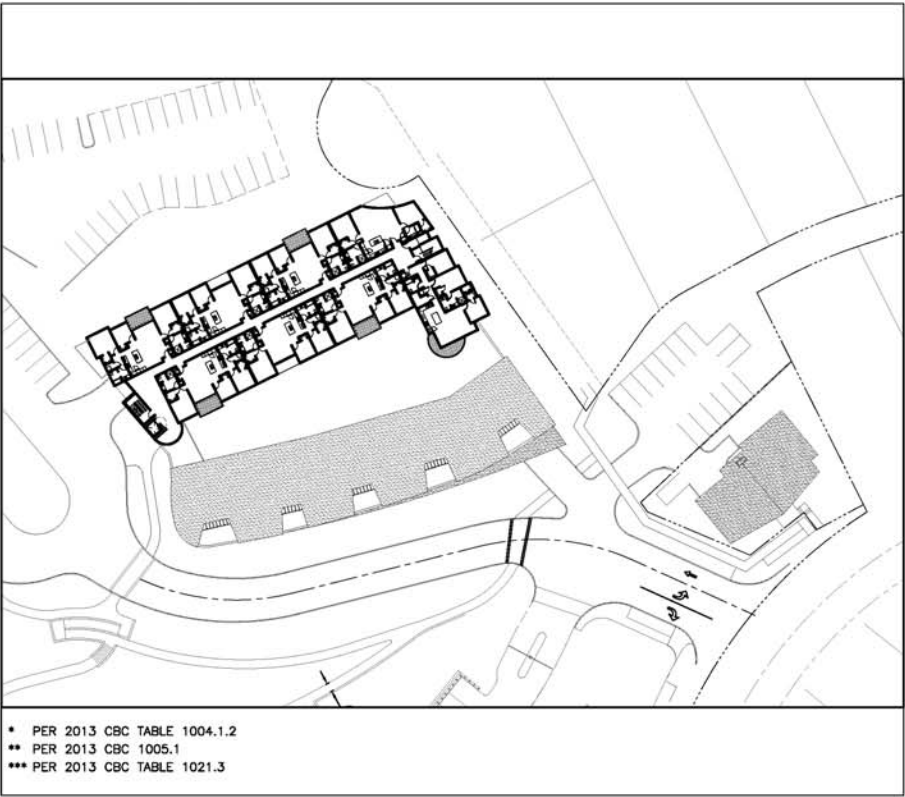 * PER 2013 CBC TABLE 1004.1.2
** PER 2013 CBC 1005.1
*** PER 2013 CBC TABLE 1021.3